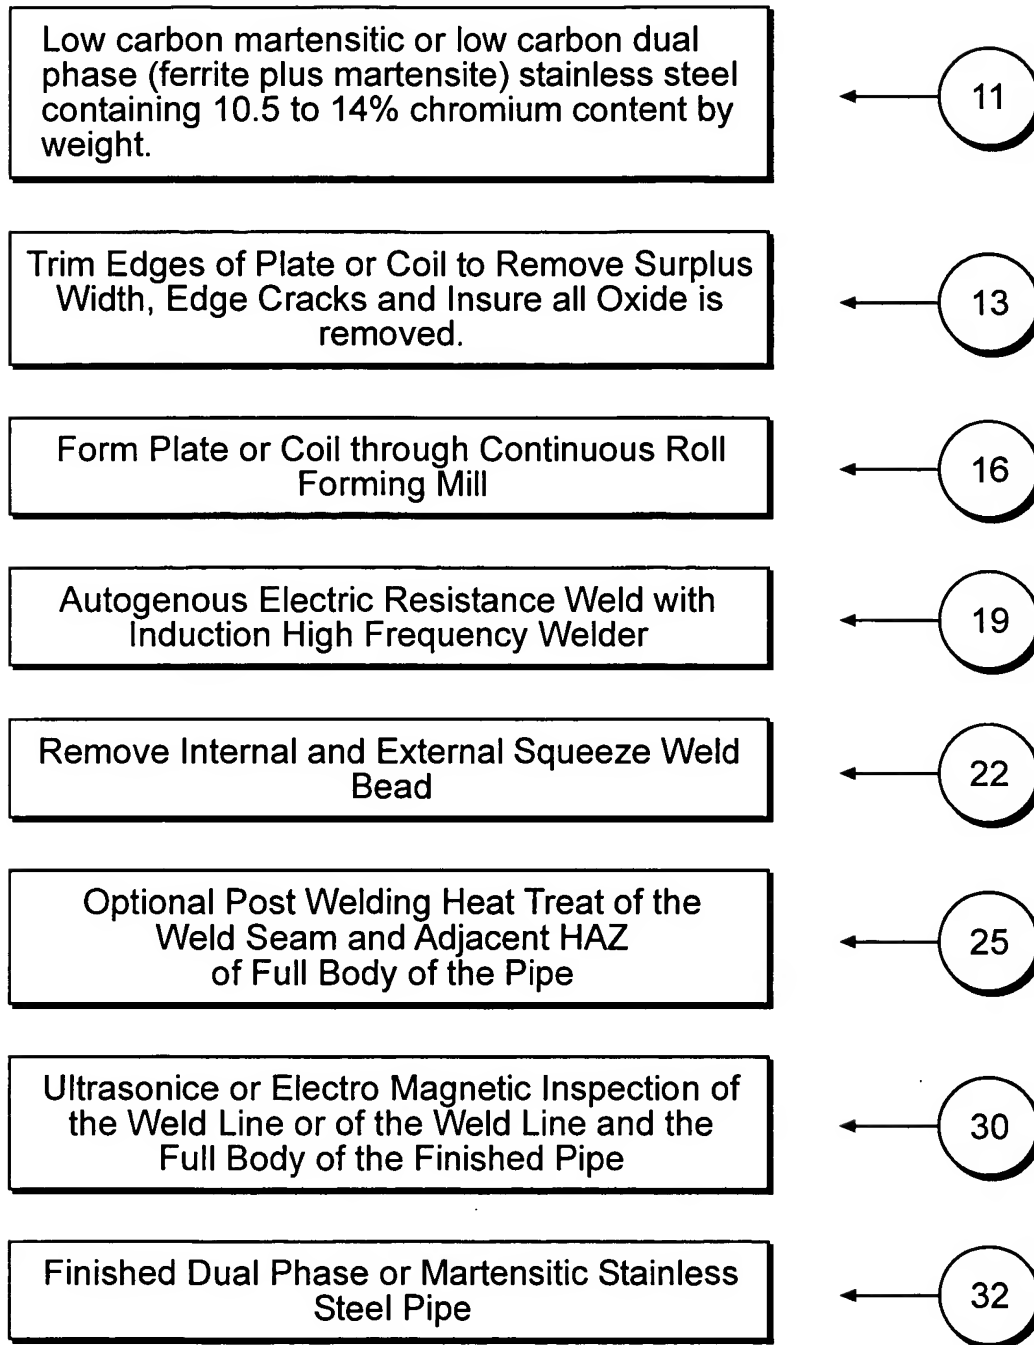 Low carbon martensitic or low carbon dual
phase (ferrite plus martensite) stainless steel
containing 10.5 to 14% chromium content by
weight.
11
Trim Edges of Plate or Coil to Remove Surplus
Width, Edge Cracks and Insure all Oxide is
removed.
13
Form Plate or Coil through Continuous Roll
Forming Mill
16
Autogenous Electric Resistance Weld with
Induction High Frequency Welder
19
Remove Internal and External Squeeze Weld
Bead
22
Optional Post Welding Heat Treat of the
Weld Seam and Adjacent HAZ
of Full Body of the Pipe
25
Ultrasonice or Electro Magnetic Inspection of
the Weld Line or of the Weld Line and the
Full Body of the Finished Pipe
30
Finished Dual Phase or Martensitic Stainless
Steel Pipe
32